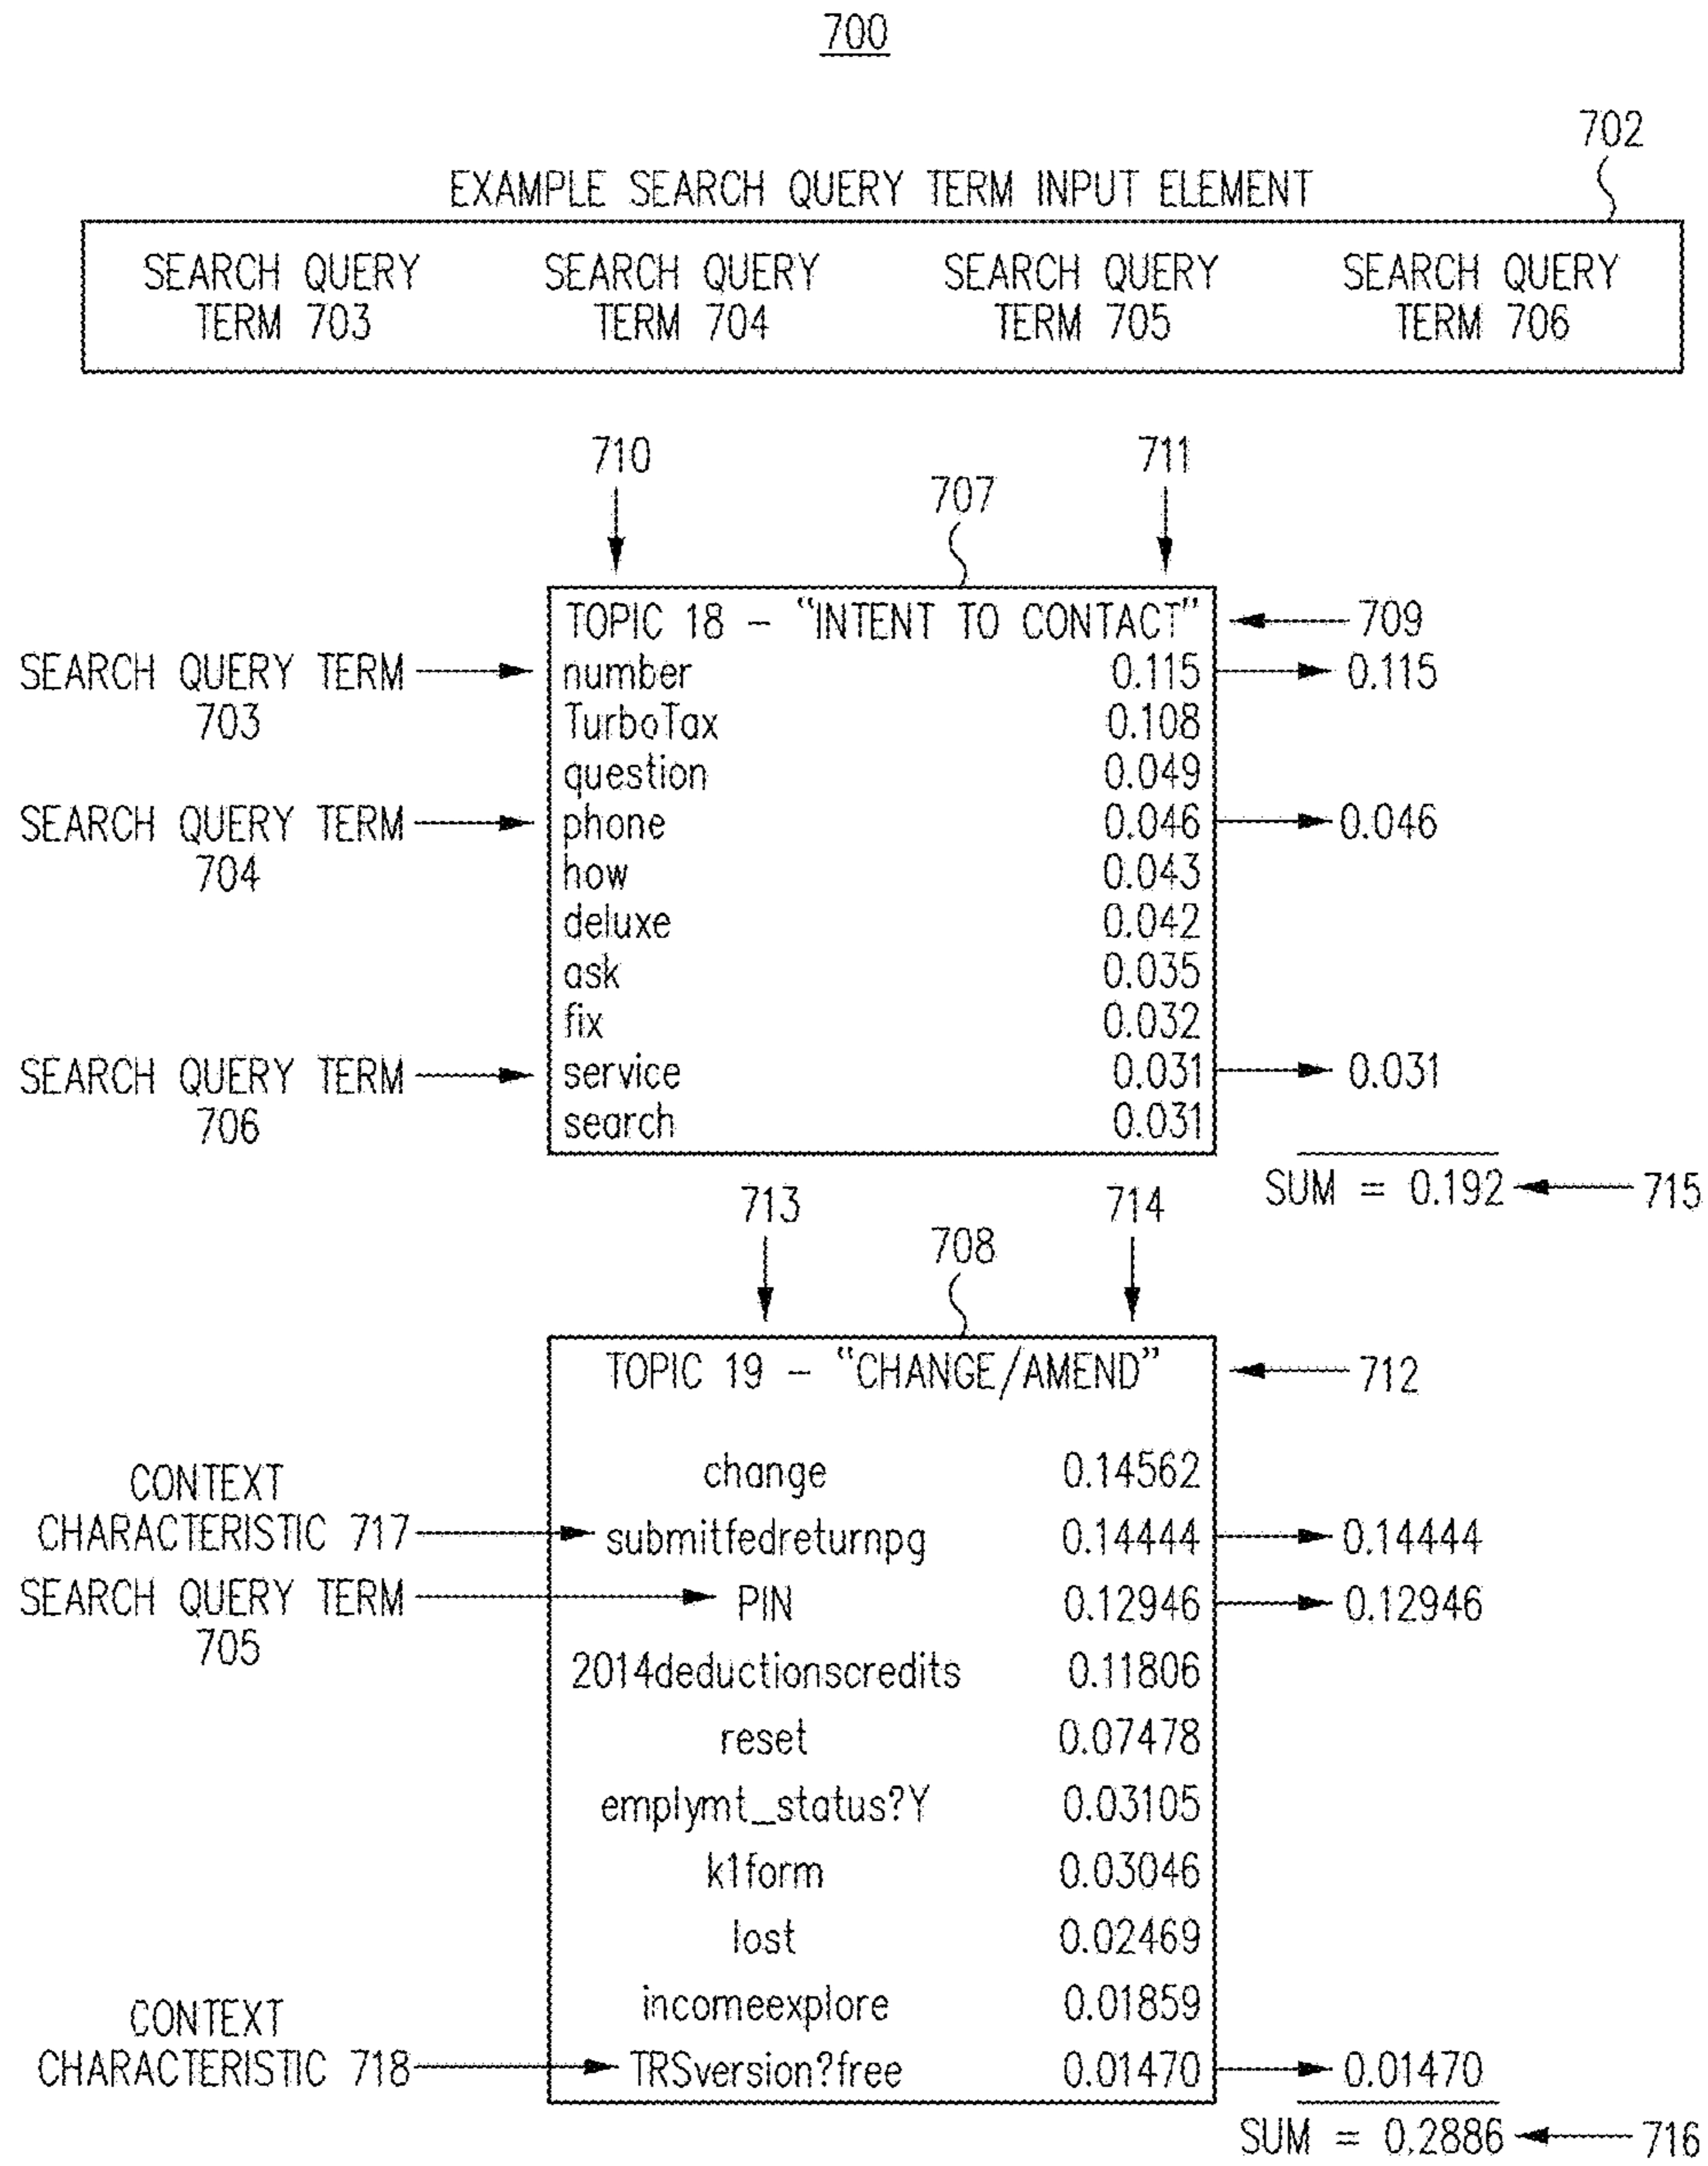 700
702
EXAMPLE SEARCH QUERY TERM INPUT ELEMENT
SEARCH QUERY SEARCH QUERY SEARCH QUERY SEARCH QUERY
TERM 703 TERM 704 TERM 705 TERM 706
710 711
707
TOPIC 18 – “INTENT TO CONTACT” 709
SEARCH QUERY TERM number 0.115 0.115
703 TurboTax 0.108
question 0.049
SEARCH QUERY TERM phone 0.046 0.046
704 how 0.043
deluxe 0.042
ask 0.035
fix 0.032
SEARCH QUERY TERM service 0.031 0.031
706 search 0.031
SUM = 0.192 715
713 714
708
TOPIC 19 – “CHANGE/AMEND” 712
CONTEXT change 0.14562
CHARACTERISTIC 717 submitfedreturnpg 0.14444 0.14444
SEARCH QUERY TERM PIN 0.12946 0.12946
705
2014deductionscredits 0.11806
reset 0.07478
emplymt_status?Y 0.03105
k1form 0.03046
lost 0.02469
CONTEXT incomeexplore 0.01859
CHARACTERISTIC 718 TRSversion?free 0.01470 0.01470
SUM = 0.2886 716